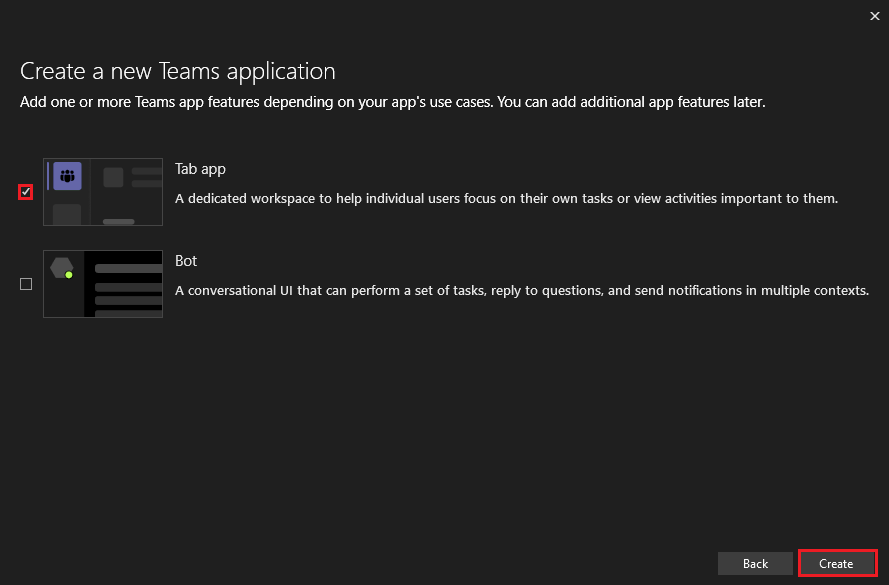 Create a new Teams application
Add one or more Teams app features depending on your app's use cases. You can add additional app features later.
Tab app
A dedicated workspace to help individual users focus on their own tasks or view activities important to them.
Bot
A conversational UI that can perform a set of tasks, reply to questions, and send notifications in multiple contexts.
Back
Create